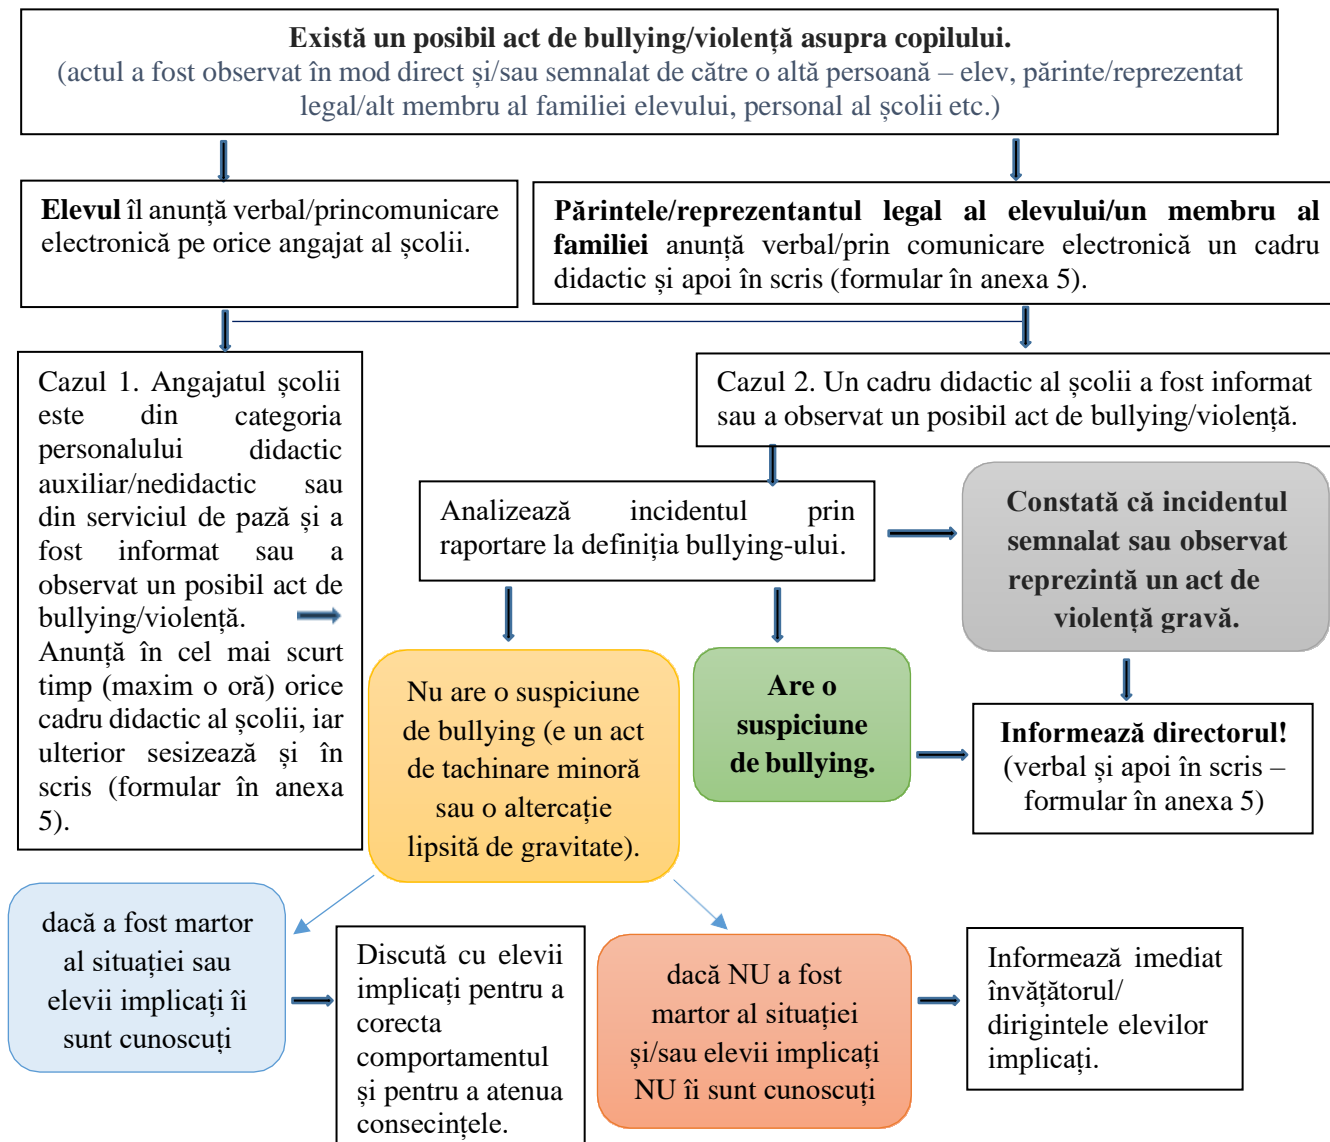 Există un posibil act de bullying/violență asupra copilului.
(actul a fost observat în mod direct și/sau semnalat de către o altă persoană – elev, părinte/reprezentat
legal/alt membru al familiei elevului, personal al școlii etc.)
Elevul îl anunță verbal/princomunicare
electronică pe orice angajat al școlii.
Părintele/reprezentantul legal al elevului/un membru al
familiei anunță verbal/prin comunicare electronică un cadru
didactic și apoi în scris (formular în anexa 5).
Cazul 1. Angajatul școlii
este din categoria
personalului didactic
auxiliar/nedidactic sau
din serviciul de pază și a
fost informat sau a
observat un posibil act de
bullying/violență.
Anunță în cel mai scurt
timp (maxim o oră) orice
cadru didactic al școlii, iar
ulterior sesizează și în
scris (formular în anexa
5).
Cazul 2. Un cadru didactic al școlii a fost informat
sau a observat un posibil act de bullying/violență.
Analizează incidentul prin
raportare la definiția bullying-ului.
Constată că incidentul
semnalat sau observat
reprezintă un act de
violență gravă.
Nu are o suspiciune
de bullying (e un act
de tachinare minoră
sau o altercație
lipsită de gravitate).
Are o
suspiciune
de bullying.
Informează directorul!
(verbal și apoi în scris –
formular în anexa 5)
dacă a fost martor
al situației sau
elevii implicați îi
sunt cunoscuți
Discută cu elevii
implicați pentru a
corecta
comportamentul
și pentru a atenua
consecințele.
dacă NU a fost
martor al situației
și/sau elevii implicați
NU îi sunt cunoscuți
Informează imediat
învățătorul/
dirigintele elevilor
implicați.